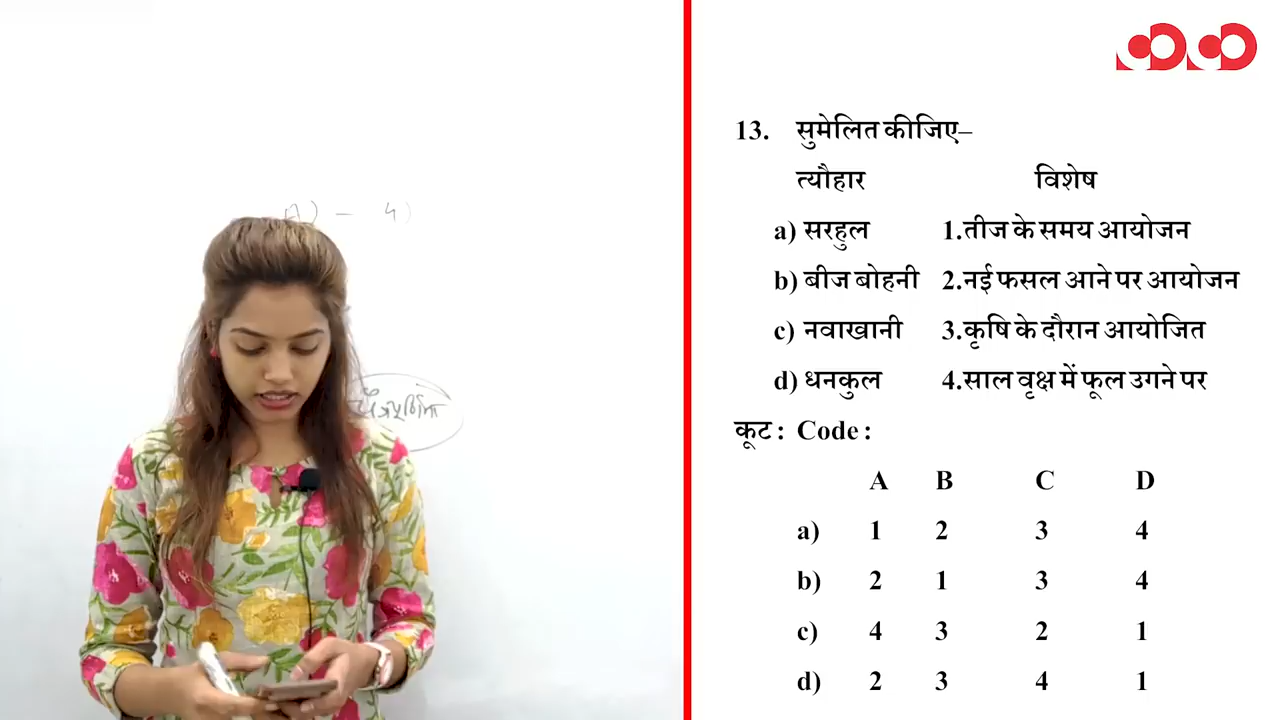 A) - 4)
13. सुमेलित कीजिए–
त्यौहार विशेष
a) सरहुल 1.तीज के समय आयोजन
b) बीज बोहनी 2.नई फसल आने पर आयोजन
c) नवाखानी 3.कृषि के दौरान आयोजित
d) धनकुल 4.साल वृक्ष में फूल उगने पर
कूट : Code :
A B C D
a) 1 2 3 4
b) 2 1 3 4
c) 4 3 2 1
d) 2 3 4 1